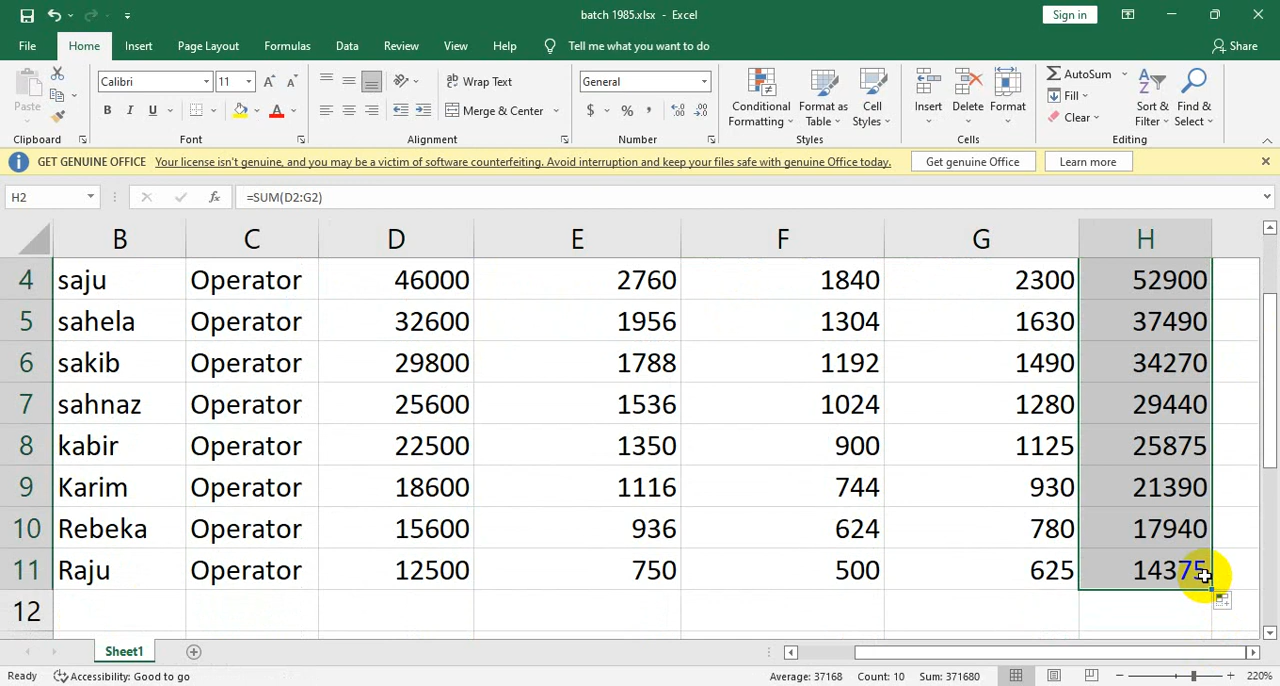 batch 1985.xlsx - Excel
Sign in
File Home Insert Page Layout Formulas Data Review View Help Tell me what you want to do Share
Paste
Calibri 11 A A
B I U A
Wrap Text
Merge & Center
General
$ % ,
Conditional Formatting
Format as Table
Cell Styles
Insert Delete Format
AutoSum
Fill
Clear
Sort & Filter
Find & Select
Clipboard Font Alignment Number Styles Cells Editing
GET GENUINE OFFICE Your license isn't genuine, and you may be a victim of software counterfeiting. Avoid interruption and keep your files safe with genuine Office today. Get genuine Office Learn more
H2 fx =SUM(D2:G2)
B C D E F G H
4 saju Operator 46000 2760 1840 2300 52900
5 sahela Operator 32600 1956 1304 1630 37490
6 sakib Operator 29800 1788 1192 1490 34270
7 sahnaz Operator 25600 1536 1024 1280 29440
8 kabir Operator 22500 1350 900 1125 25875
9 Karim Operator 18600 1116 744 930 21390
10 Rebeka Operator 15600 936 624 780 17940
11 Raju Operator 12500 750 500 625 14375
12
Sheet1
Ready Accessibility: Good to go Average: 37168 Count: 10 Sum: 371680 220%